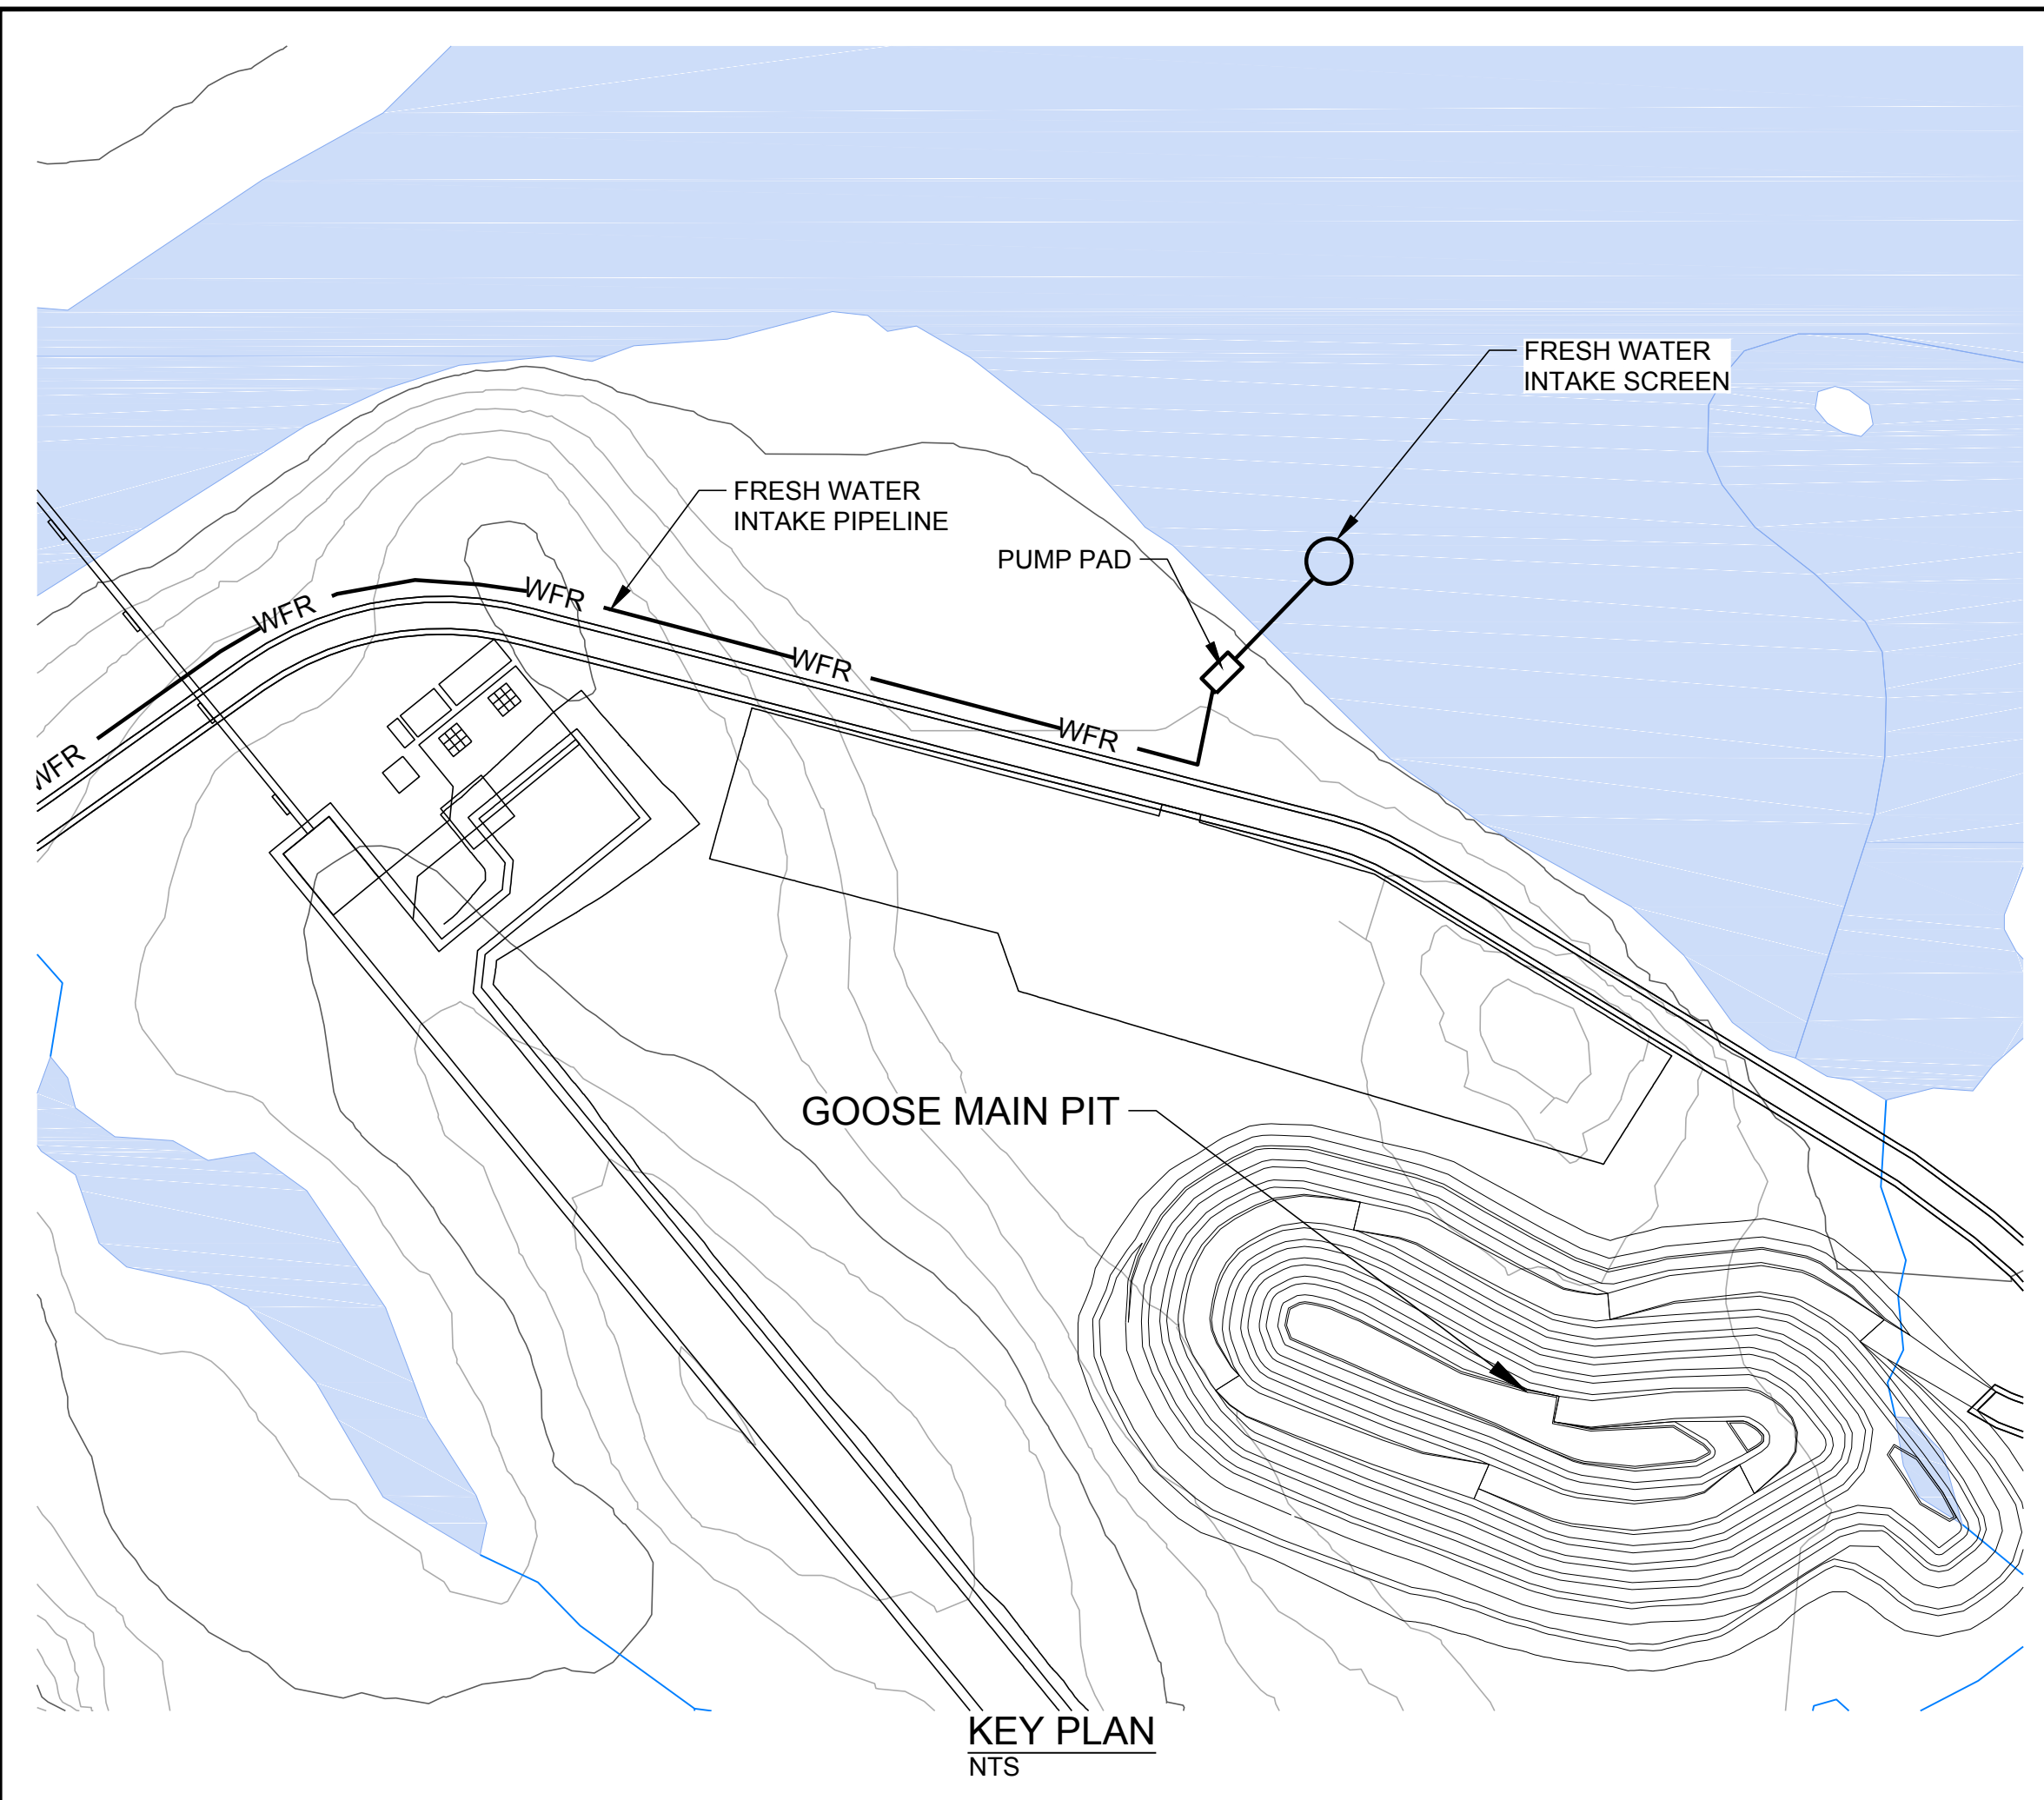 FRESH WATER
INTAKE SCREEN
FRESH WATER
INTAKE PIPELINE
PUMP PAD
WFR
WFR
WFR
WFR
WFR
GOOSE MAIN PIT
KEY PLAN
NTS